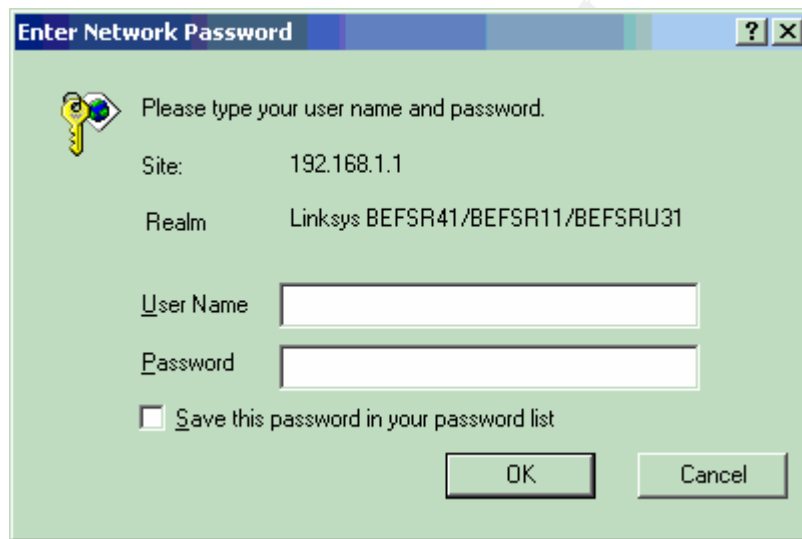 Enter Network Password
Please type your user name and password.
Site: 192.168.1.1
Realm Linksys BEFSR41/BEFSR11/BEFSRU31
User Name
Password
Save this password in your password list
OK Cancel